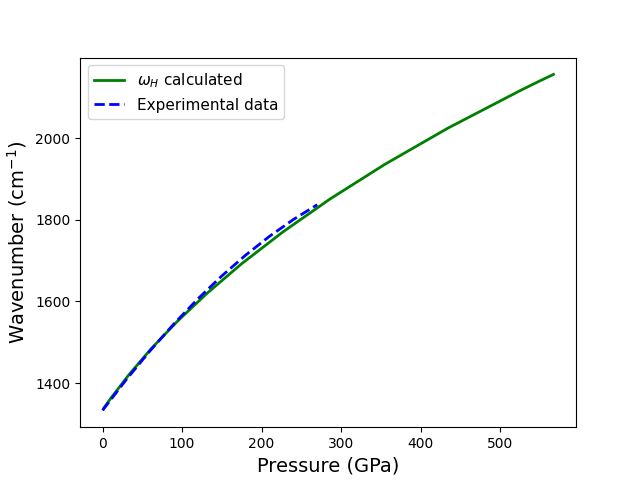 ω_H calculated
Experimental data
Wavenumber (cm⁻¹)
2000
1800
1600
1400
0 100 200 300 400 500
Pressure (GPa)